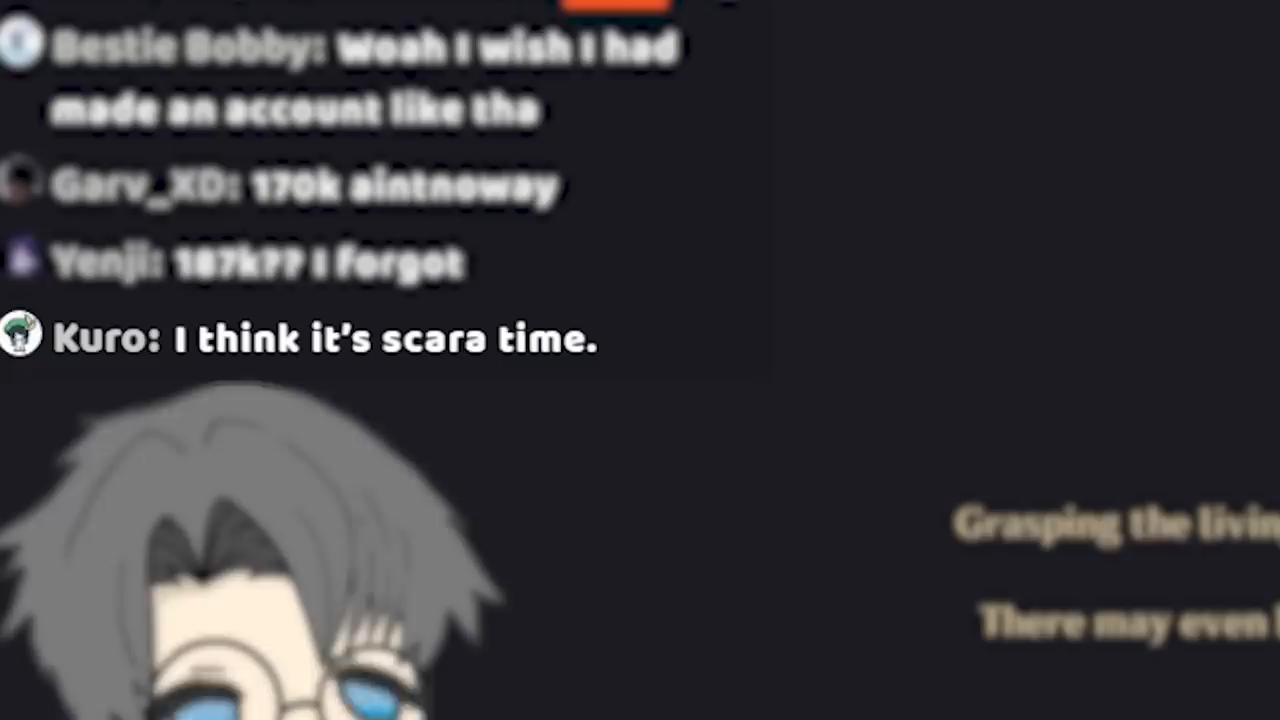 Bestie Bobby: Woah I wish I had
made an account like tha
Garv_XD: 170k aintnoway
Yenji: 187k?? I forgot
Kuro: I think it's scara time.
Grasping the livin
There may even